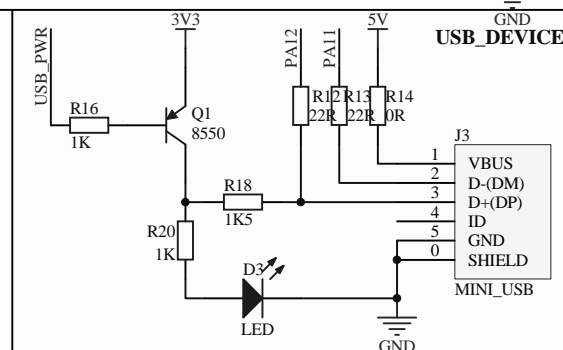 GND
USB_DEVICE
3V3
PA12
PA11
5V
USB_PWR
R16
1K
Q1
8550
R12
22R
R13
22R
R14
0R
J3
1
VBUS
2
D-(DM)
3
D+(DP)
4
ID
5
GND
0
SHIELD
MINI_USB
R18
1K5
R20
1K
D3
LED
GND